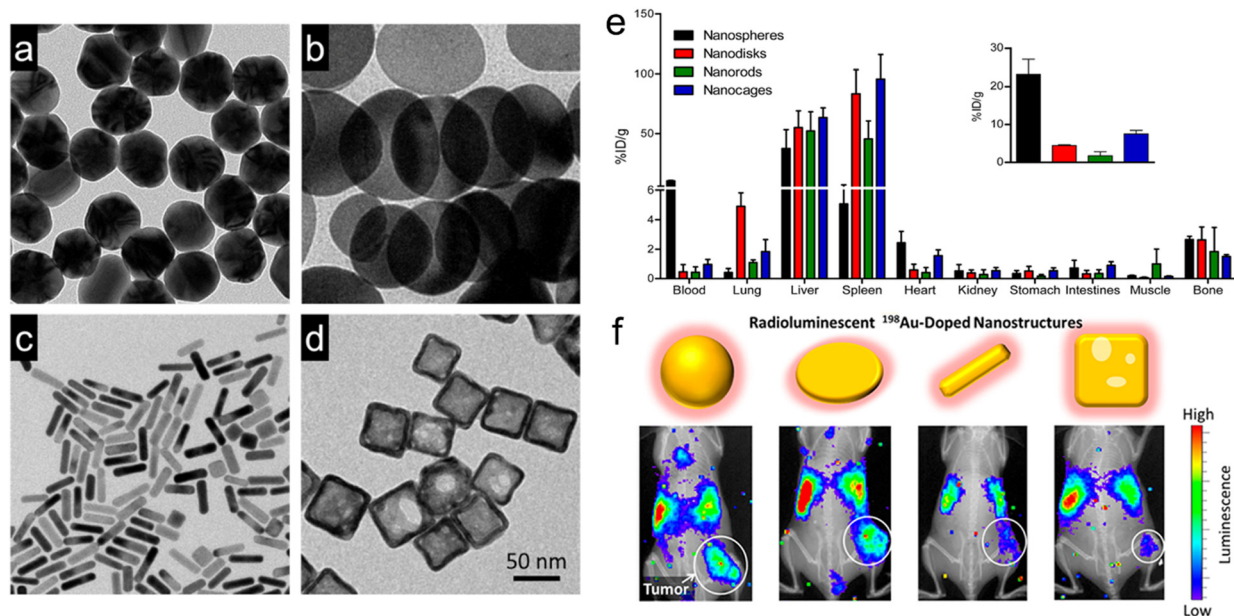 a
b
c
d
50 nm
e
150
100
50
6
4
2
0
%ID/g
Nanospheres
Nanodisks
Nanorods
Nanocages
30
20
10
0
%ID/g
Blood
Lung
Liver
Spleen
Heart
Kidney
Stomach
Intestines
Muscle
Bone
f
Radioluminescent ¹⁹⁸Au-Doped Nanostructures
Tumor
High
Luminescence
Low